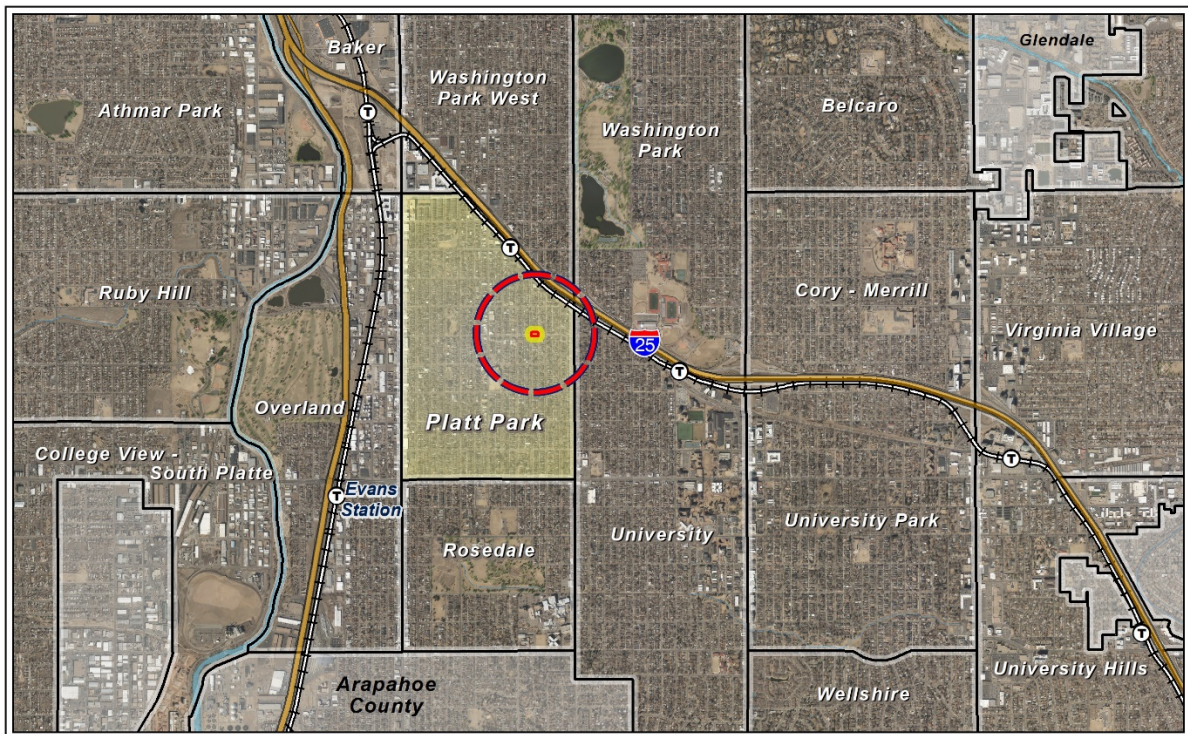 Baker
Glendale
Washington
Park West
Athmar Park
Belcaro
Washington
Park
T
T
Ruby Hill
Cory - Merrill
Virginia Village
25
T
Overland
Platt Park
College View -
South Platte
T
Evans
Station
T
University
University Park
Rosedale
T
University Hills
Arapahoe
County
Wellshire